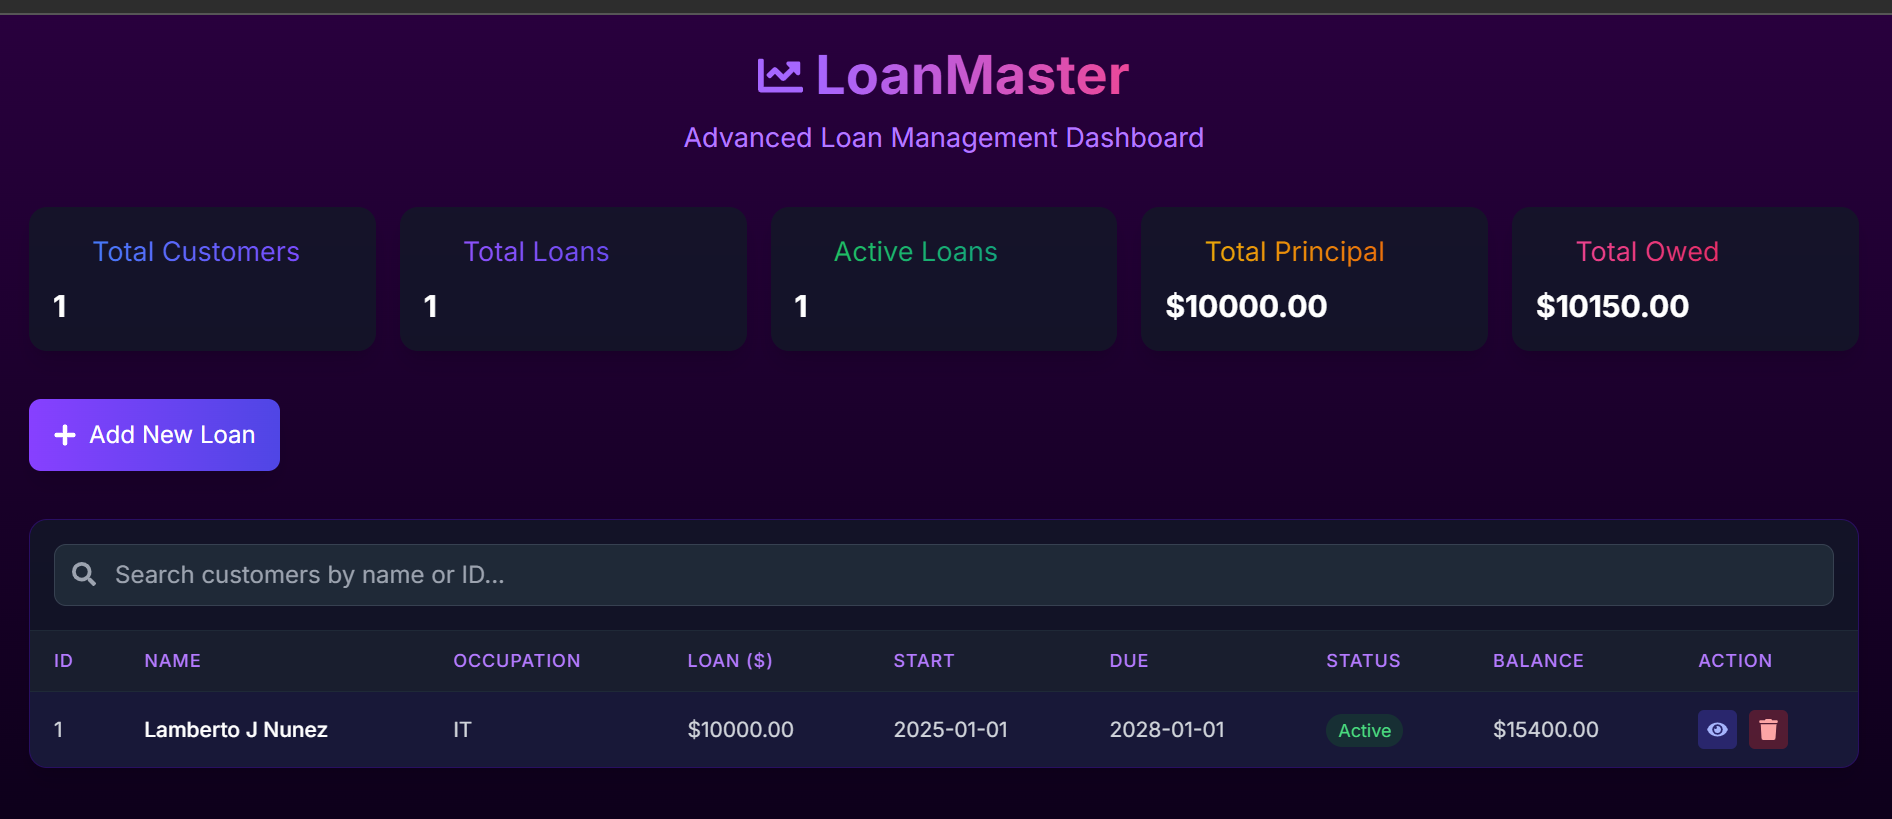 LoanMaster
Advanced Loan Management Dashboard
Total Customers
1
Total Loans
1
Active Loans
1
Total Principal
$10000.00
Total Owed
$10150.00
Add New Loan
Search customers by name or ID...
ID NAME OCCUPATION LOAN ($) START DUE STATUS BALANCE ACTION
1 Lamberto J Nunez IT $10000.00 2025-01-01 2028-01-01 Active $15400.00